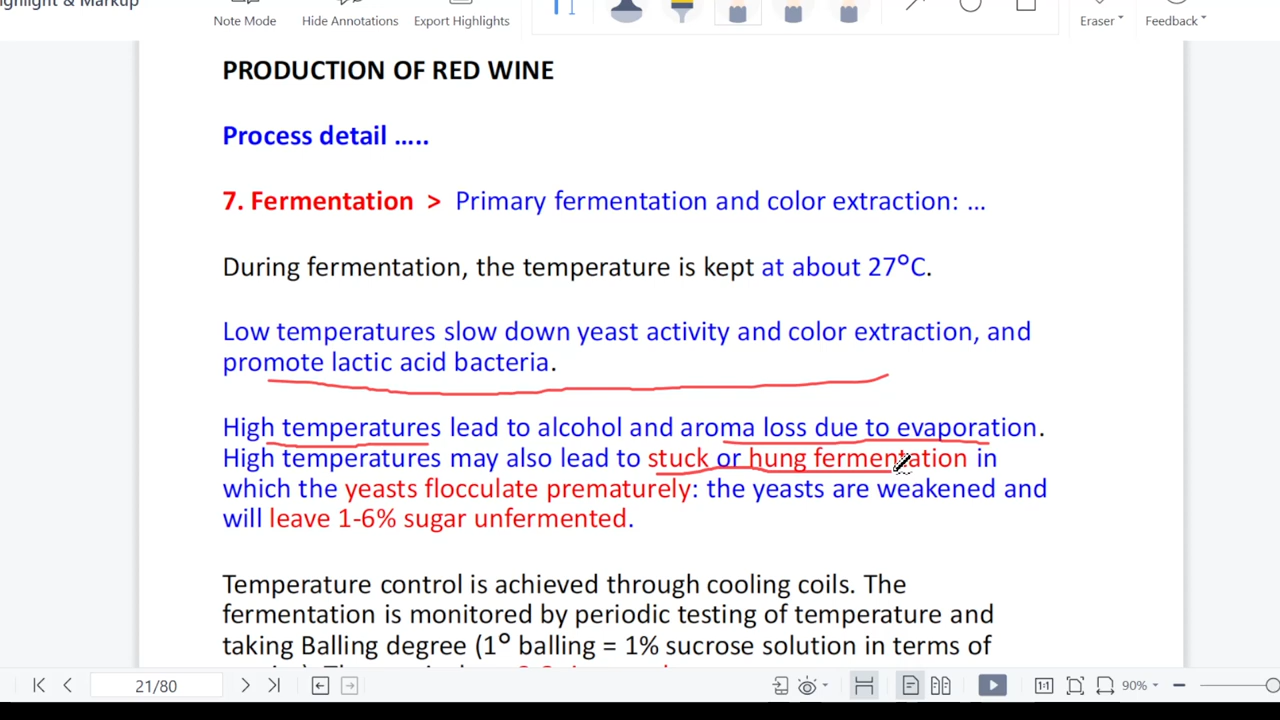 ighlight & Markup
Note Mode
Hide Annotations
Export Highlights
Eraser
Feedback
PRODUCTION OF RED WINE
Process detail .....
7. Fermentation > Primary fermentation and color extraction: ...
During fermentation, the temperature is kept at about 27°C.
Low temperatures slow down yeast activity and color extraction, and
promote lactic acid bacteria.
High temperatures lead to alcohol and aroma loss due to evaporation.
High temperatures may also lead to stuck or hung fermentation in
which the yeasts flocculate prematurely: the yeasts are weakened and
will leave 1-6% sugar unfermented.
Temperature control is achieved through cooling coils. The
fermentation is monitored by periodic testing of temperature and
taking Balling degree (1° balling = 1% sucrose solution in terms of
21/80
1:1
90%